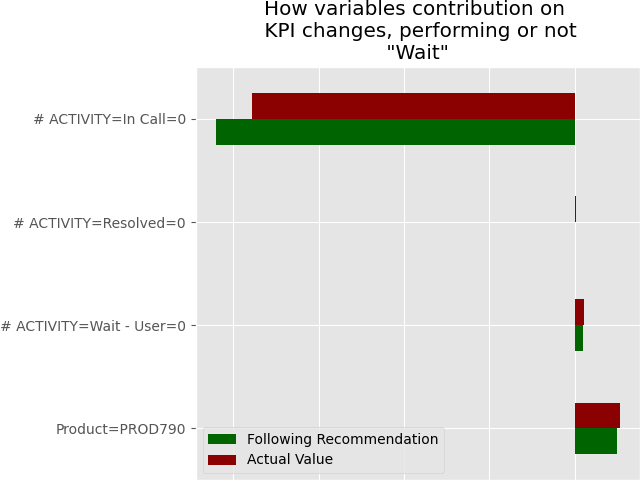 How variables contribution on
KPI changes, performing or not
"Wait"
# ACTIVITY=In Call=0
# ACTIVITY=Resolved=0
# ACTIVITY=Wait - User=0
Product=PROD790
Following Recommendation
Actual Value